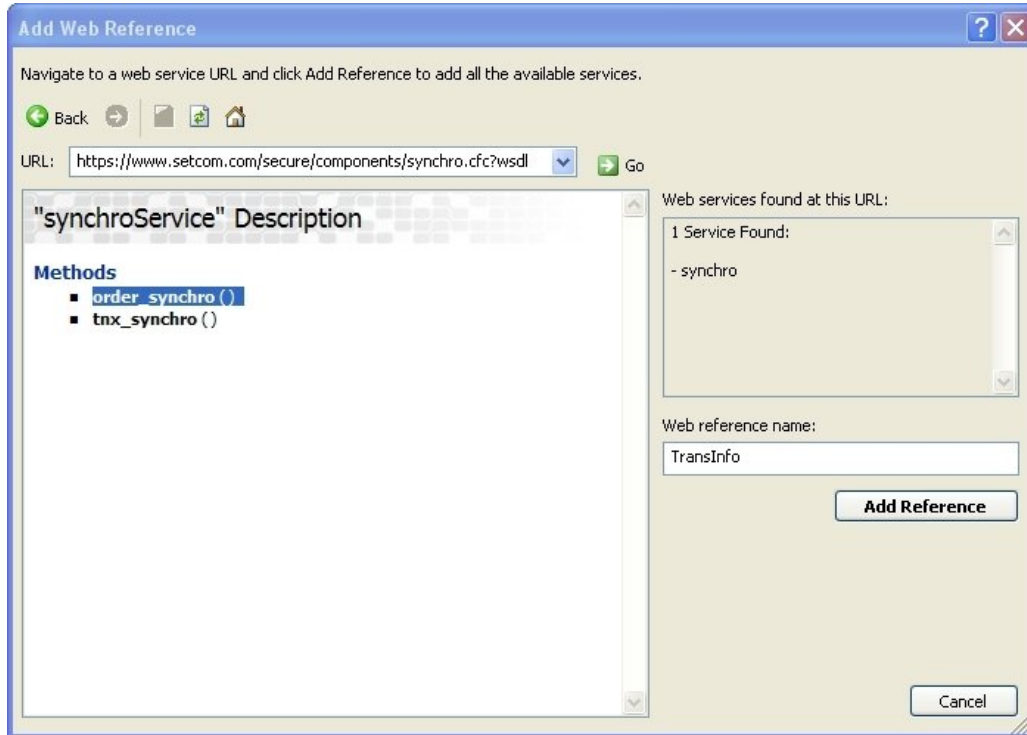 Add Web Reference
Navigate to a web service URL and click Add Reference to add all the available services.
Back
URL: https://www.setcom.com/secure/components/synchro.cfc?wsdl Go
"synchroService" Description
Methods
order_synchro ()
tnx_synchro ()
Web services found at this URL:
1 Service Found:
- synchro
Web reference name:
TransInfo
Add Reference
Cancel